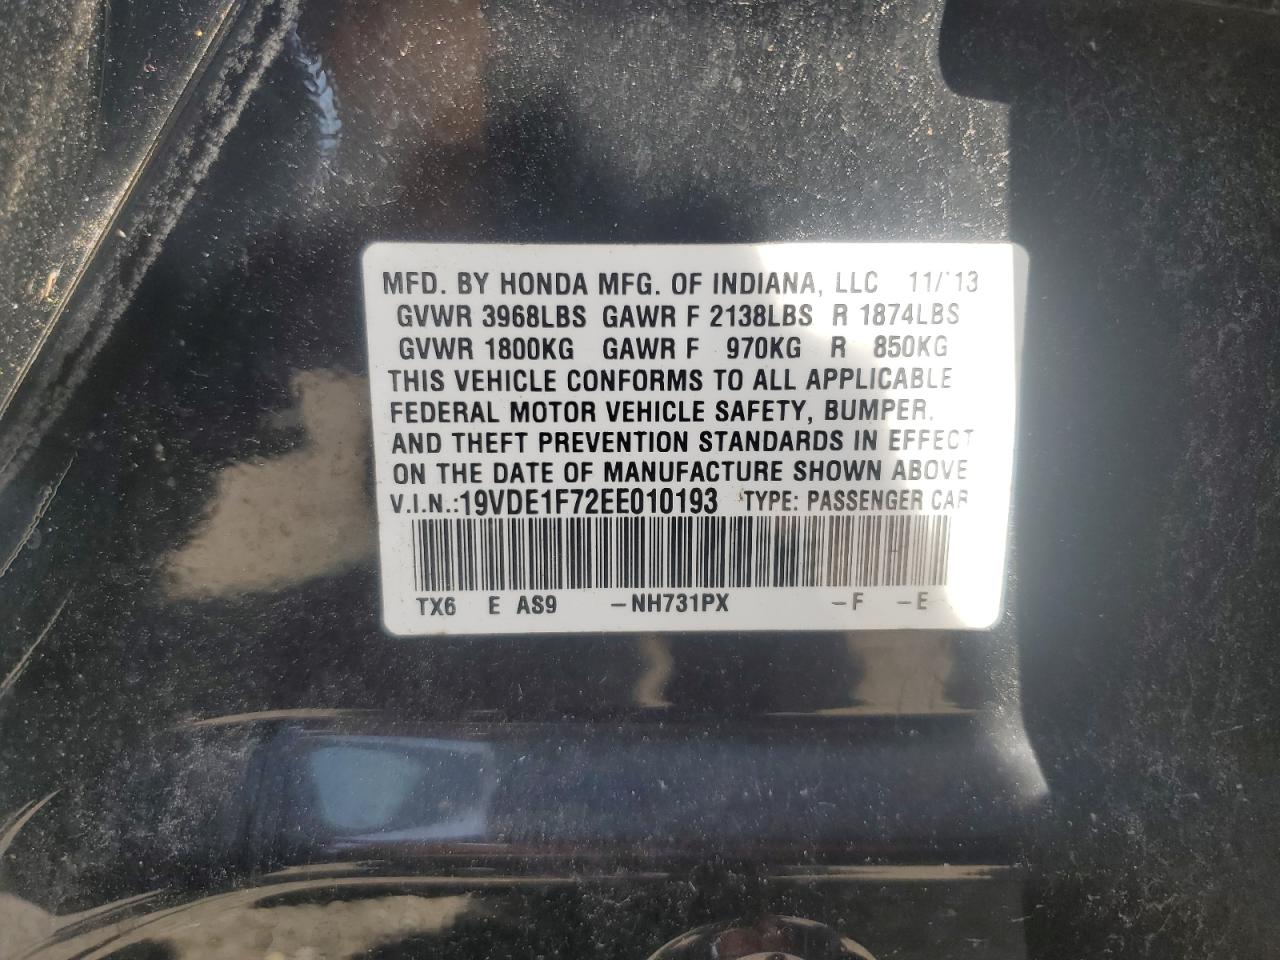 MFD. BY HONDA MFG. OF INDIANA, LLC 11/'13
GVWR 3968LBS GAWR F 2138LBS R 1874LBS
GVWR 1800KG GAWR F 970KG R 850KG
THIS VEHICLE CONFORMS TO ALL APPLICABLE
FEDERAL MOTOR VEHICLE SAFETY, BUMPER,
AND THEFT PREVENTION STANDARDS IN EFFECT
ON THE DATE OF MANUFACTURE SHOWN ABOVE
V.I.N.:19VDE1F72EE010193 TYPE: PASSENGER CAR
TX6 E AS9 -NH731PX -F -E